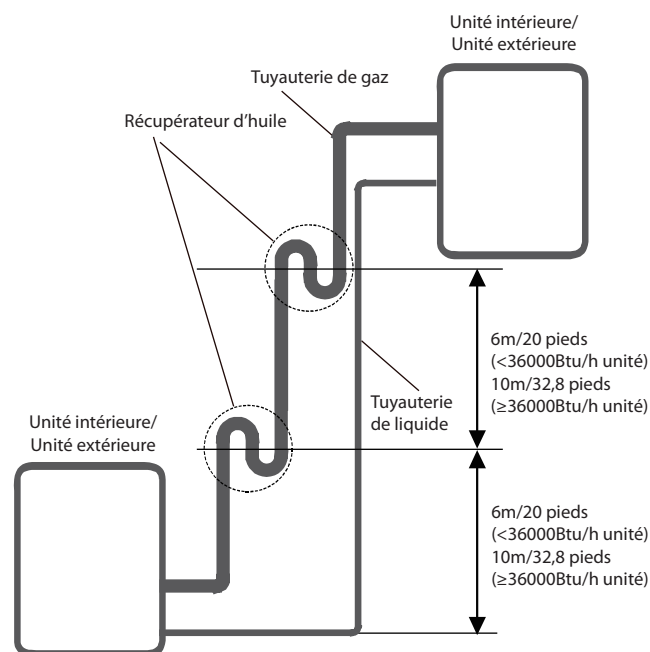 Unité intérieure/
Unité extérieure
Tuyauterie de gaz
Récupérateur d’huile
6m/20 pieds
(<36000Btu/h unité)
10m/32,8 pieds
(≥36000Btu/h unité)
Tuyauterie
de liquide
Unité intérieure/
Unité extérieure
6m/20 pieds
(<36000Btu/h unité)
10m/32,8 pieds
(≥36000Btu/h unité)